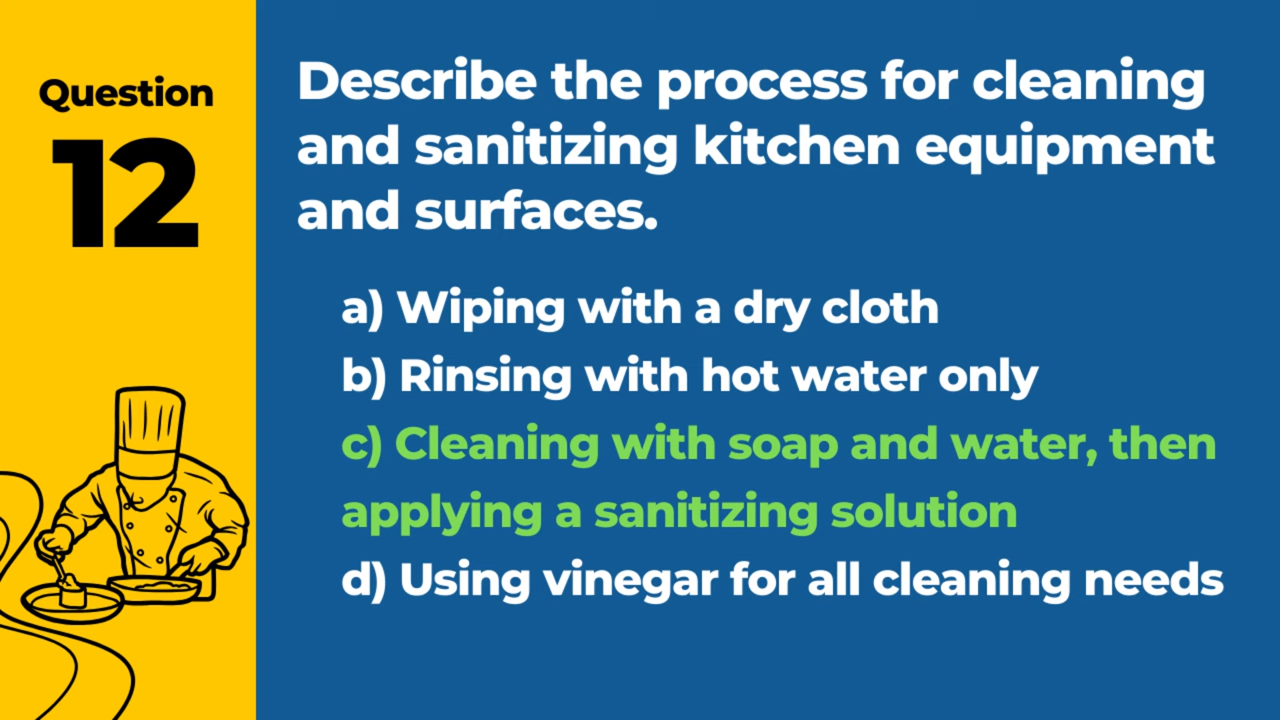 Question
12
Describe the process for cleaning
and sanitizing kitchen equipment
and surfaces.
a) Wiping with a dry cloth
b) Rinsing with hot water only
c) Cleaning with soap and water, then
applying a sanitizing solution
d) Using vinegar for all cleaning needs